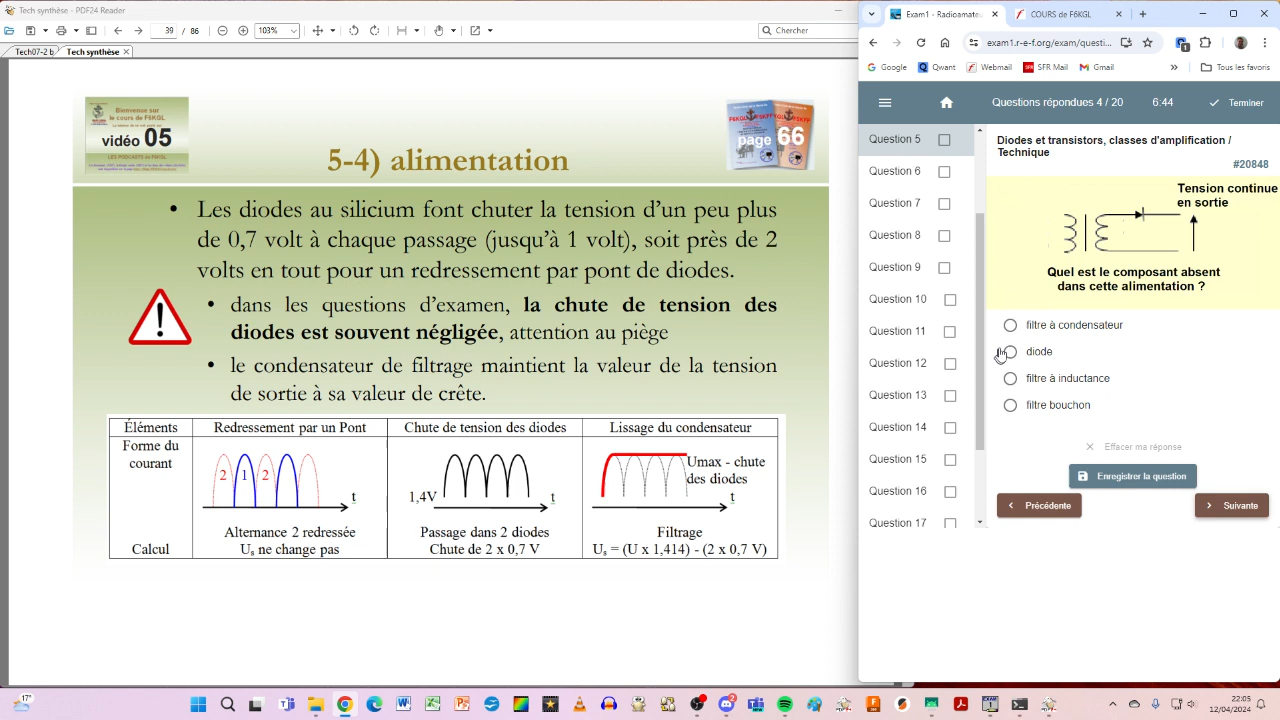 Tech synthèse - PDF24 Reader
39 / 86
103%
Chercher
Tech07-2 b
Tech synthèse
Bienvenue sur
le cours de F6KGL
vidéo 05
LES PODCASTS de F6KGL
5-4) alimentation
page 66
• Les diodes au silicium font chuter la tension d’un peu plus
de 0,7 volt à chaque passage (jusqu’à 1 volt), soit près de 2
volts en tout pour un redressement par pont de diodes.
• dans les questions d’examen, la chute de tension des
diodes est souvent négligée, attention au piège
• le condensateur de filtrage maintient la valeur de la tension
de sortie à sa valeur de crête.
Éléments Redressement par un Pont Chute de tension des diodes Lissage du condensateur
Forme du
courant
2 1 2 t
1,4V t
Umax - chute
des diodes
t
Alternance 2 redressée Passage dans 2 diodes Filtrage
Calcul Us ne change pas Chute de 2 x 0,7 V Us = (U x 1,414) - (2 x 0,7 V)
Exam1 - Radioamate
COURS de F6KGL
exam1.r-e-f.org/exam/questi...
1
Google Qwant Webmail SFR Mail Gmail » Tous les favoris
Questions répondues 4 / 20 6:44 Terminer
Question 5
Question 6
Question 7
Question 8
Question 9
Question 10
Question 11
Question 12
Question 13
Question 14
Question 15
Question 16
Question 17
Diodes et transistors, classes d'amplification /
Technique
#20848
Tension continue
en sortie
Quel est le composant absent
dans cette alimentation ?
filtre à condensateur
diode
filtre à inductance
filtre bouchon
Effacer ma réponse
Enregistrer la question
Précédente
Suivante
17°
22:05
12/04/2024